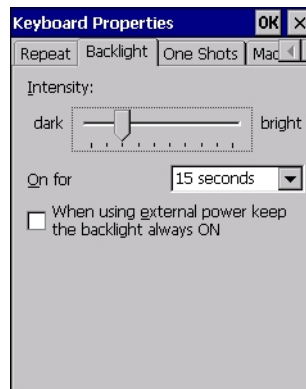 Keyboard Properties OK ×
Repeat Backlight One Shots Mac
Intensity:
dark bright
On for 15 seconds
When using external power keep
the backlight always ON